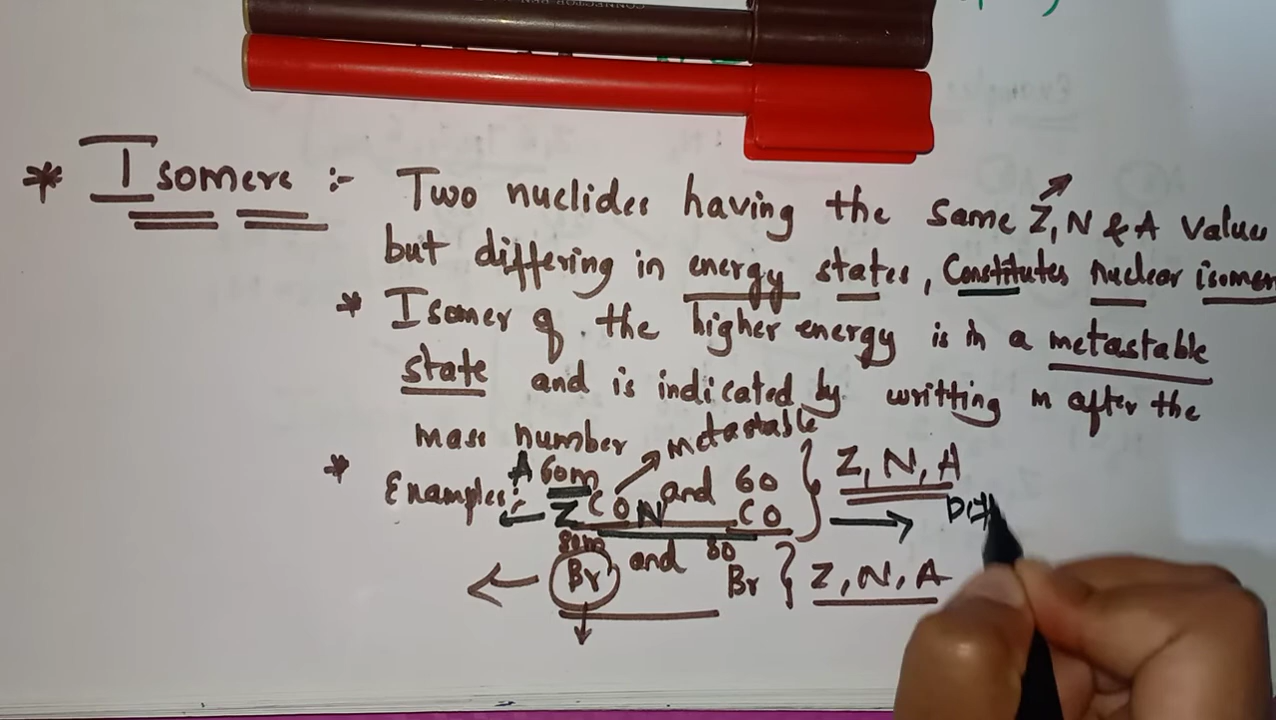 * Isomers :- Two nuclides having the same Z, N & A values
but differing in energy states, Constitutes nuclear isomer
* Isomer of the higher energy is in a metastable
state and is indicated by writting m after the
mass number
metastable
* Examples :-
A 60m Z CO N and 60 CO } Z, N, A
80m Br and 80 Br } Z, N, A